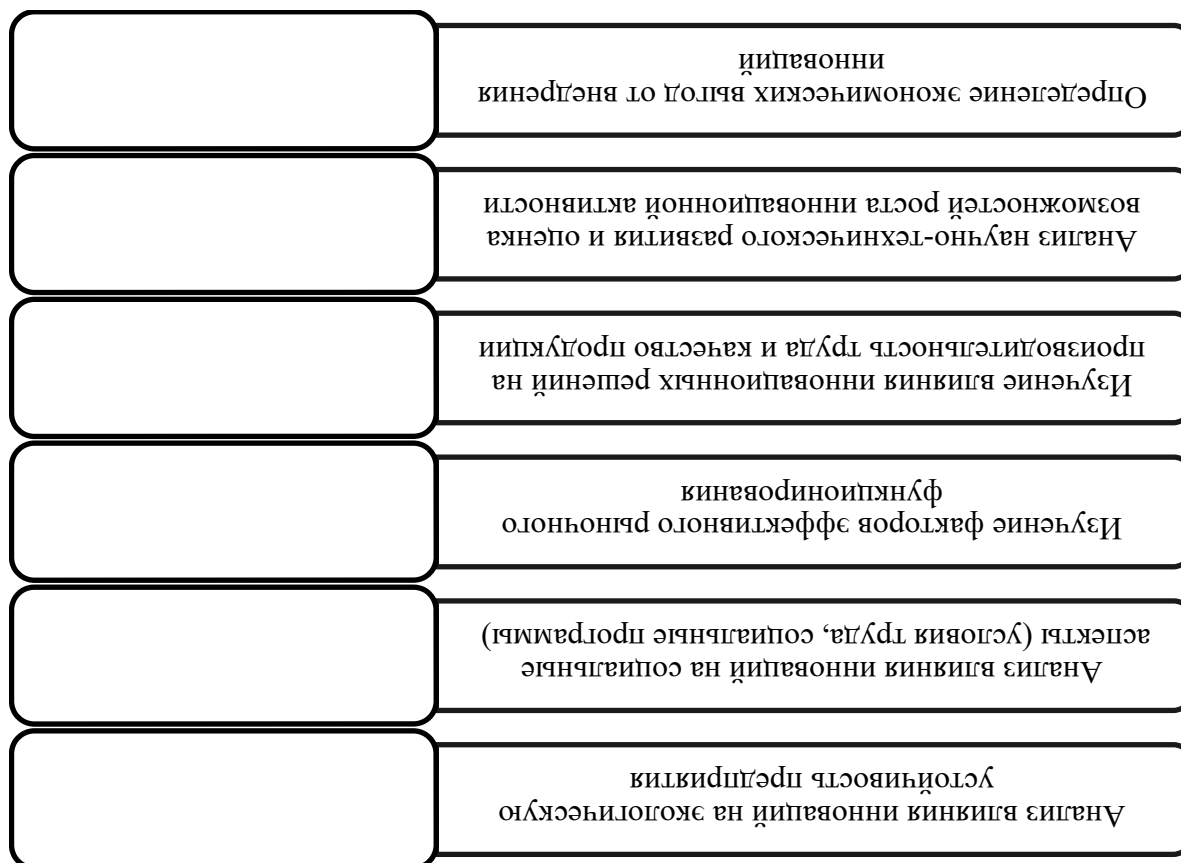 Анализ влияния инноваций на экологическую
устойчивость предприятия
Анализ влияния инноваций на социальные
аспекты (условия труда, социальные программы)
Изучение факторов эффективного рыночного
функционирования
Изучение влияния инновационных решений на
производительность труда и качество продукции
Анализ научно-технического развития и оценка
возможностей роста инновационной активности
Определение экономических выгод от внедрения
инноваций